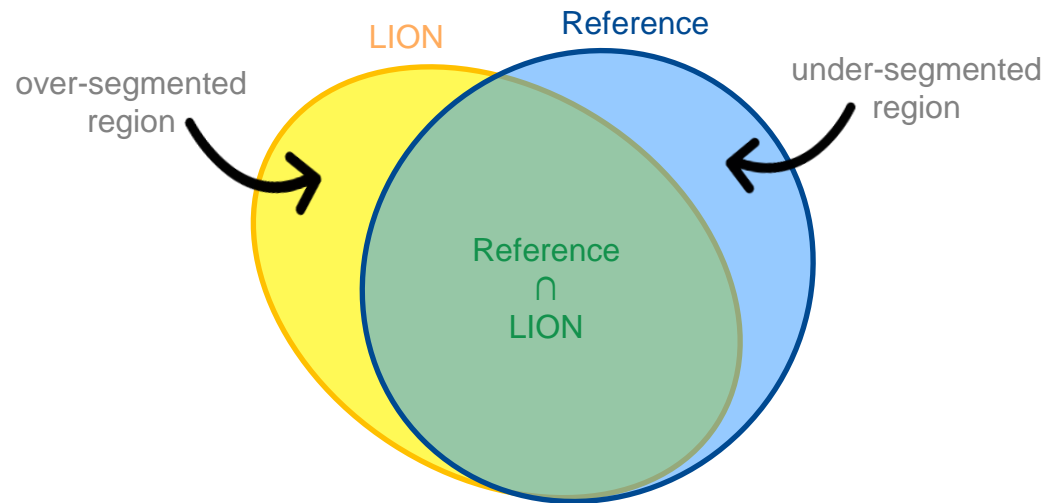 LION
Reference
over-segmented
region
under-segmented
region
Reference
∩
LION